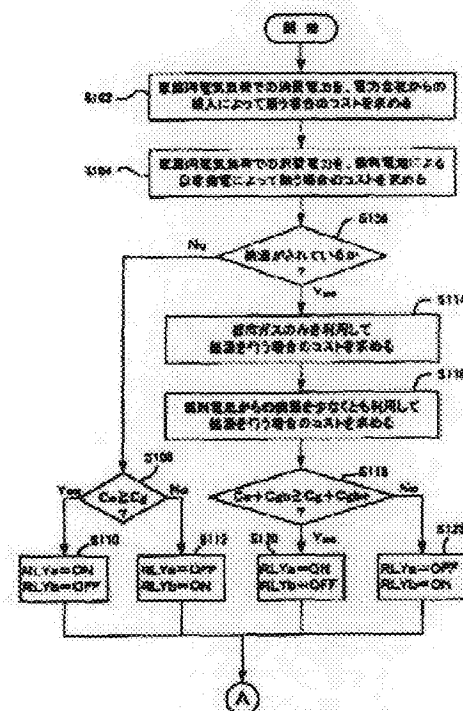 開始
S102
家庭用電気負荷での消費電力を、電力会社からの
購入によって賄う場合のコストを求める
S104
家庭用電気負荷での消費電力を、燃料電池による
自家発電によって賄う場合のコストを求める
S106
給湯がされているか
?
No
Yes
S114
都市ガスのみを利用して
給湯を行う場合のコストを求める
S116
燃料電池からの排熱を少なくとも利用して
給湯を行う場合のコストを求める
S108
Yes
No
?
S118
?
Yes
No
S110
RLYa=ON
RLYb=OFF
S112
RLYa=OFF
RLYb=ON
S120
RLYa=ON
RLYb=OFF
S122
RLYa=OFF
RLYb=ON
A